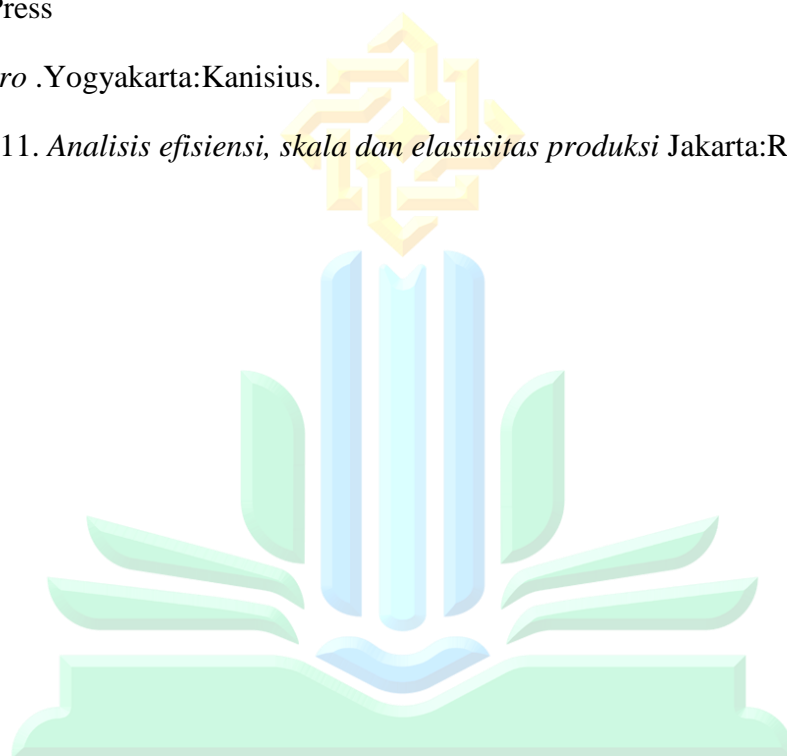 Press
ro .Yogyakarta:Kanisius.
11. Analisis efisiensi, skala dan elastisitas produksi Jakarta:R